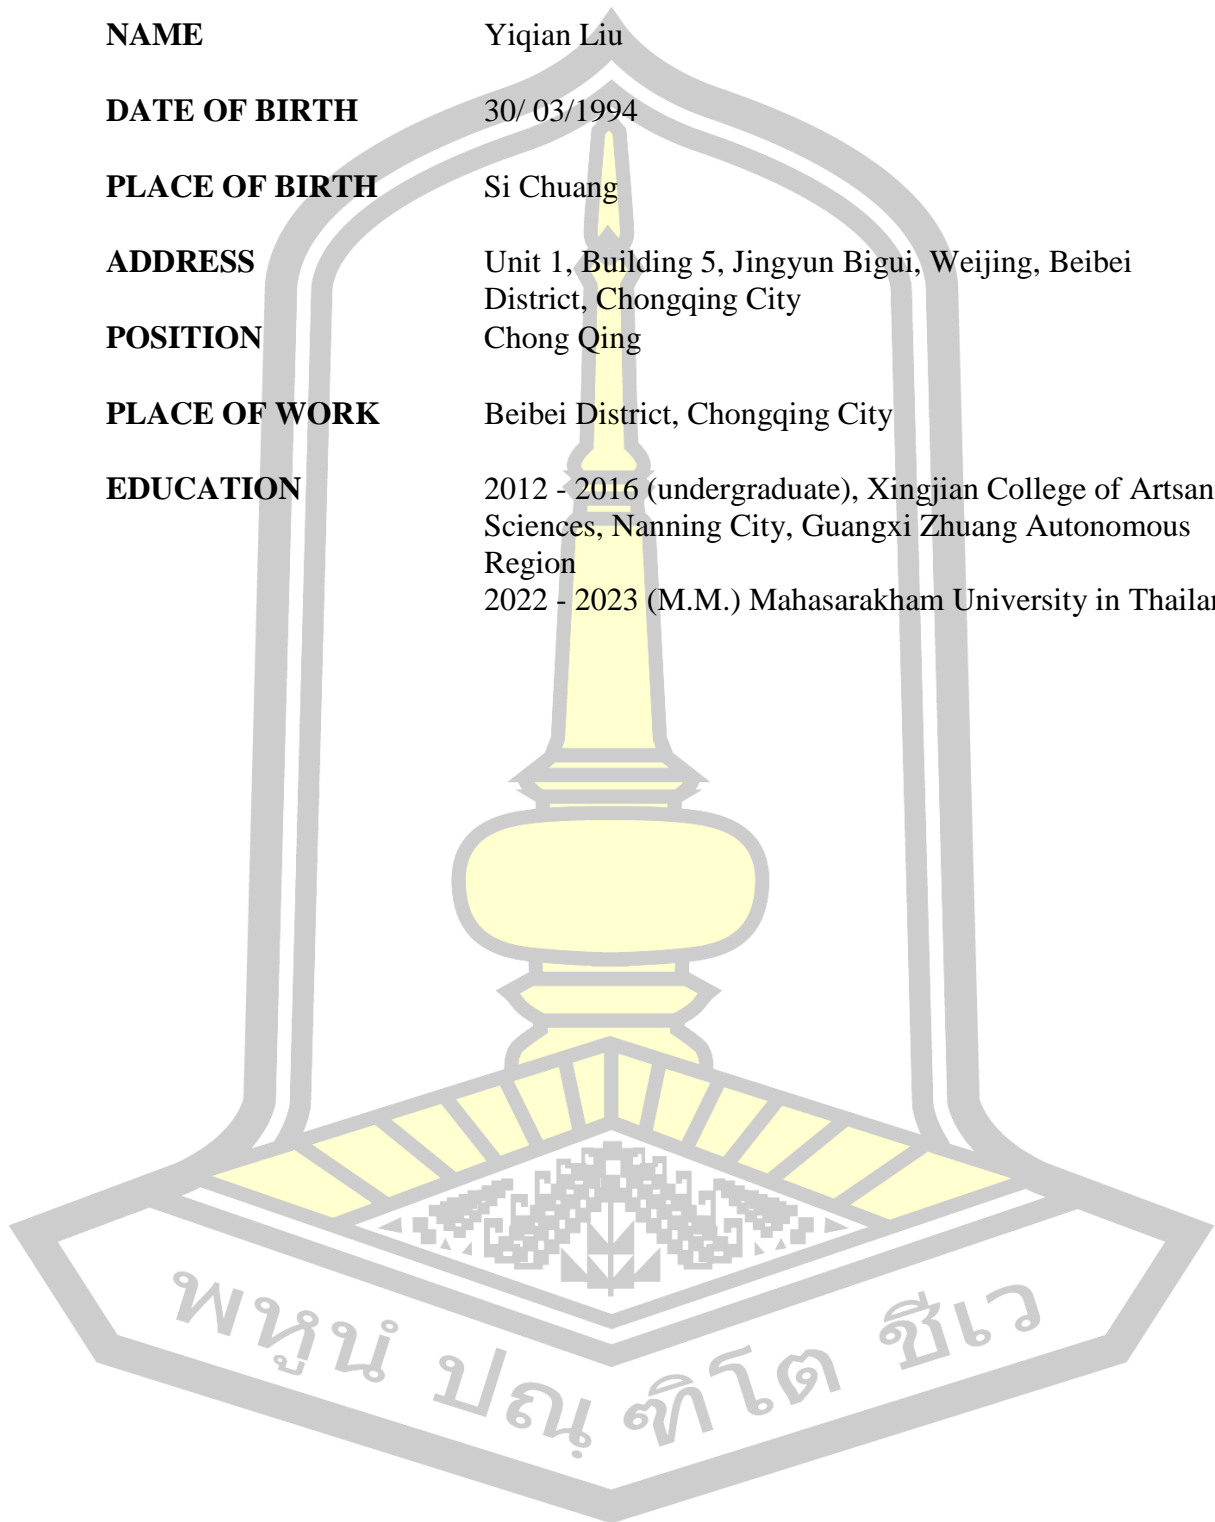 NAME Yiqian Liu
DATE OF BIRTH 30/ 03/1994
PLACE OF BIRTH Si Chuang
ADDRESS Unit 1, Building 5, Jingyun Bigui, Weijing, Beibei
District, Chongqing City
POSITION Chong Qing
PLACE OF WORK Beibei District, Chongqing City
EDUCATION 2012 - 2016 (undergraduate), Xingjian College of Artsan
Sciences, Nanning City, Guangxi Zhuang Autonomous
Region
2022 - 2023 (M.M.) Mahasarakham University in Thailan
พหูนํ ปณฺ ฑิโต ชีเว